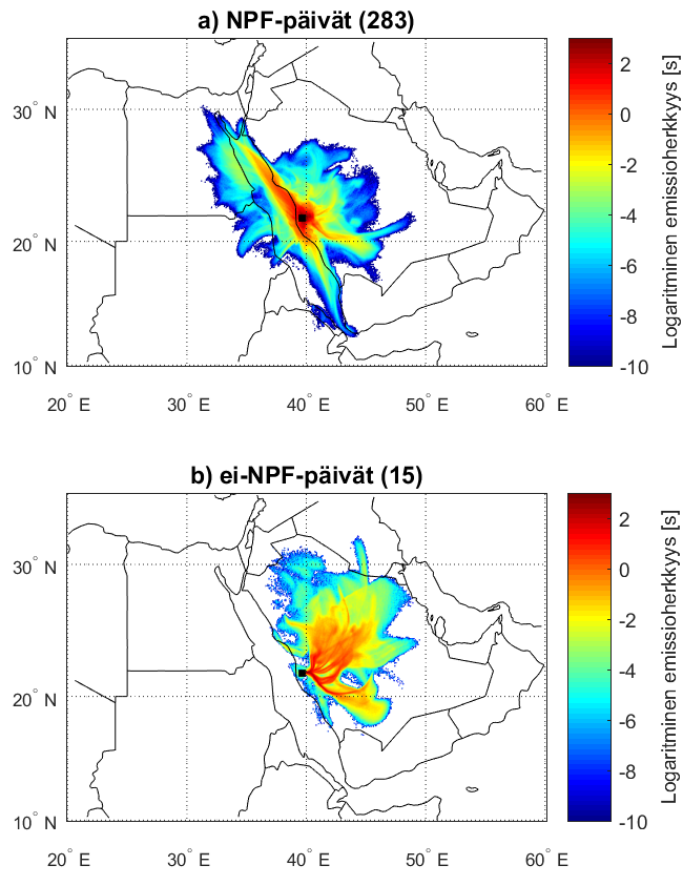 a) NPF-päivät (283)
30° N
20° N
10° N
20° E
30° E
40° E
50° E
60° E
2
0
-2
-4
-6
-8
-10
Logaritminen emissioherkkyys [s]
b) ei-NPF-päivät (15)
30° N
20° N
10° N
20° E
30° E
40° E
50° E
60° E
2
0
-2
-4
-6
-8
-10
Logaritminen emissioherkkyys [s]